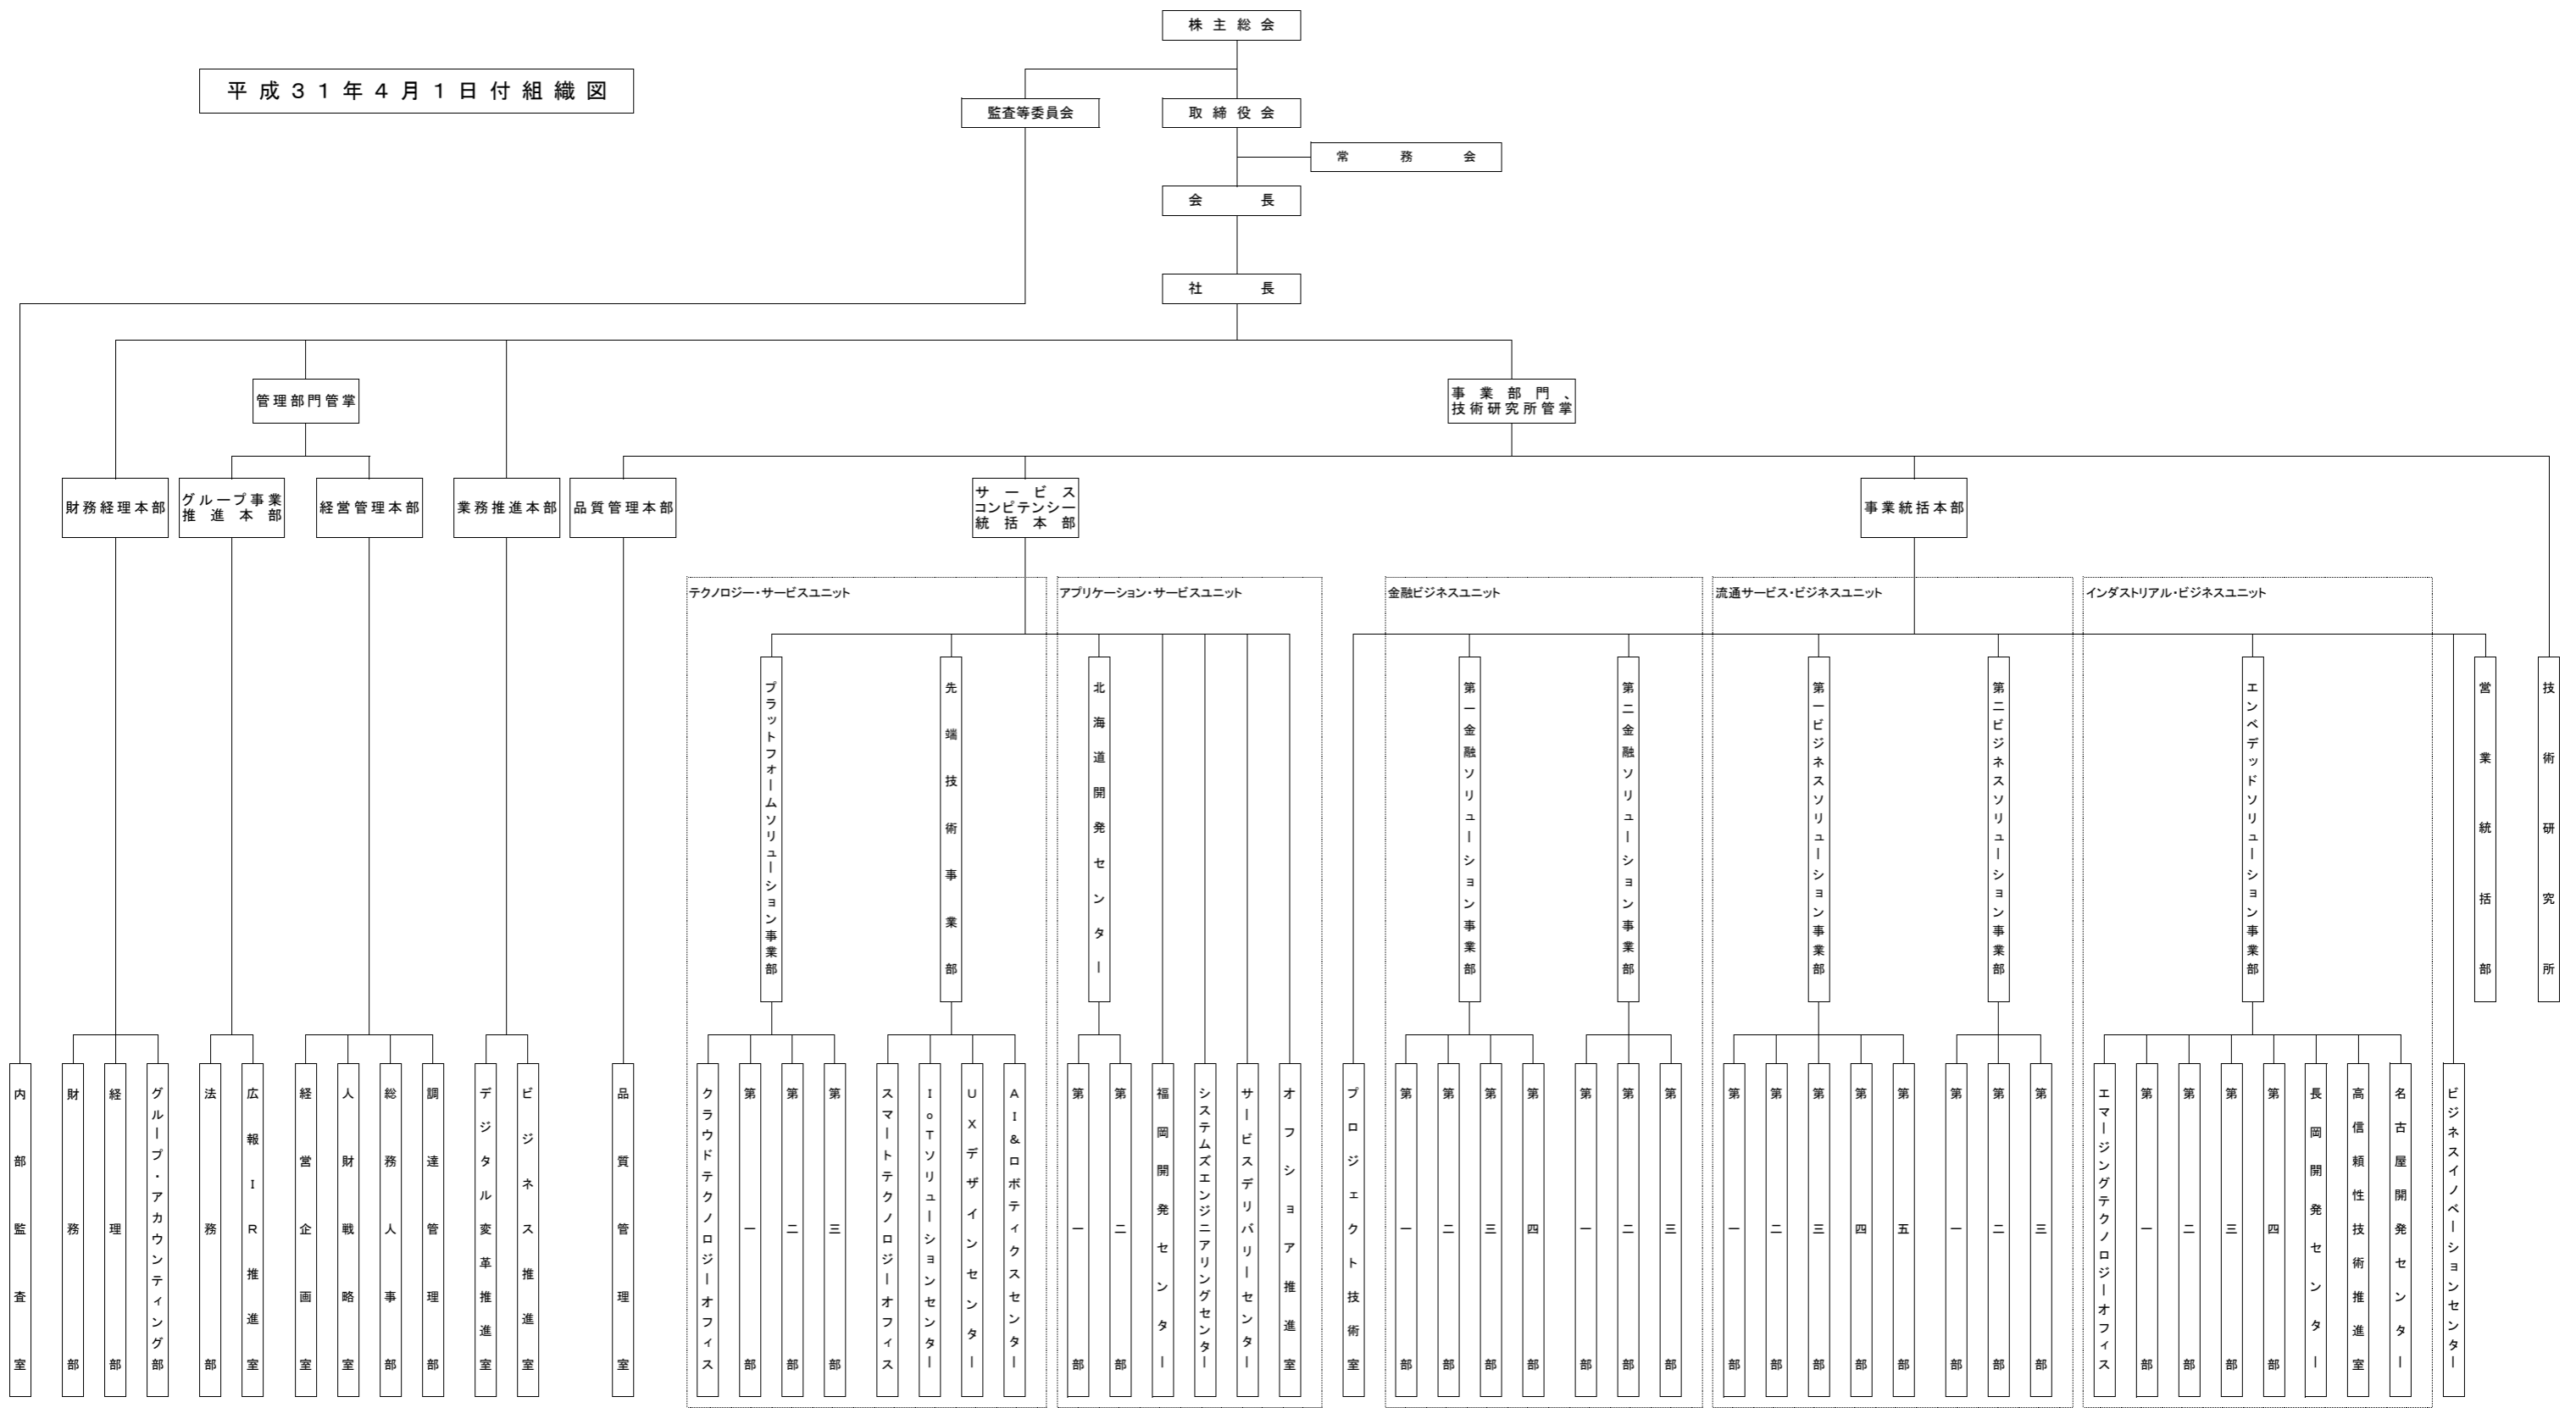 株主総会
平成31年4月1日付組織図
監査等委員会
取締役会
常務会
会長
社長
管理部門管掌
事業部門、
技術研究所管掌
財務経理本部
グループ事業
推進本部
経営管理本部
業務推進本部
品質管理本部
サービス
コンピテンシー
統括本部
事業統括本部
テクノロジー・サービスユニット
アプリケーション・サービスユニット
金融ビジネスユニット
流通サービス・ビジネスユニット
インダストリアル・ビジネスユニット
プラットフォームソリューション事業部
先端技術事業部
北海道開発センター
第一金融ソリューション事業部
第二金融ソリューション事業部
第一ビジネスソリューション事業部
第二ビジネスソリューション事業部
エンベデッドソリューション事業部
営業統括部
技術研究所
内部監査室
財務部
経理部
グループ・アカウンティング部
法務部
広報IR推進室
経営企画室
人財戦略室
総務人事部
調達管理部
デジタル変革推進室
ビジネス推進室
品質管理室
クラウドテクノロジーオフィス
第一部
第二部
第三部
スマートテクノロジーオフィス
IoTソリューションセンター
UXデザインセンター
AI&ロボティクスセンター
第一部
第二部
福岡開発センター
システムズエンジニアリングセンター
サービスデリバリーセンター
オフショア推進室
プロジェクト技術室
第一部
第二部
第三部
第四部
第一部
第二部
第三部
第一部
第二部
第三部
第四部
第五部
第一部
第二部
第三部
エマージングテクノロジーオフィス
第一部
第二部
第三部
第四部
長岡開発センター
高信頼性技術推進室
名古屋開発センター
ビジネスイノベーションセンター